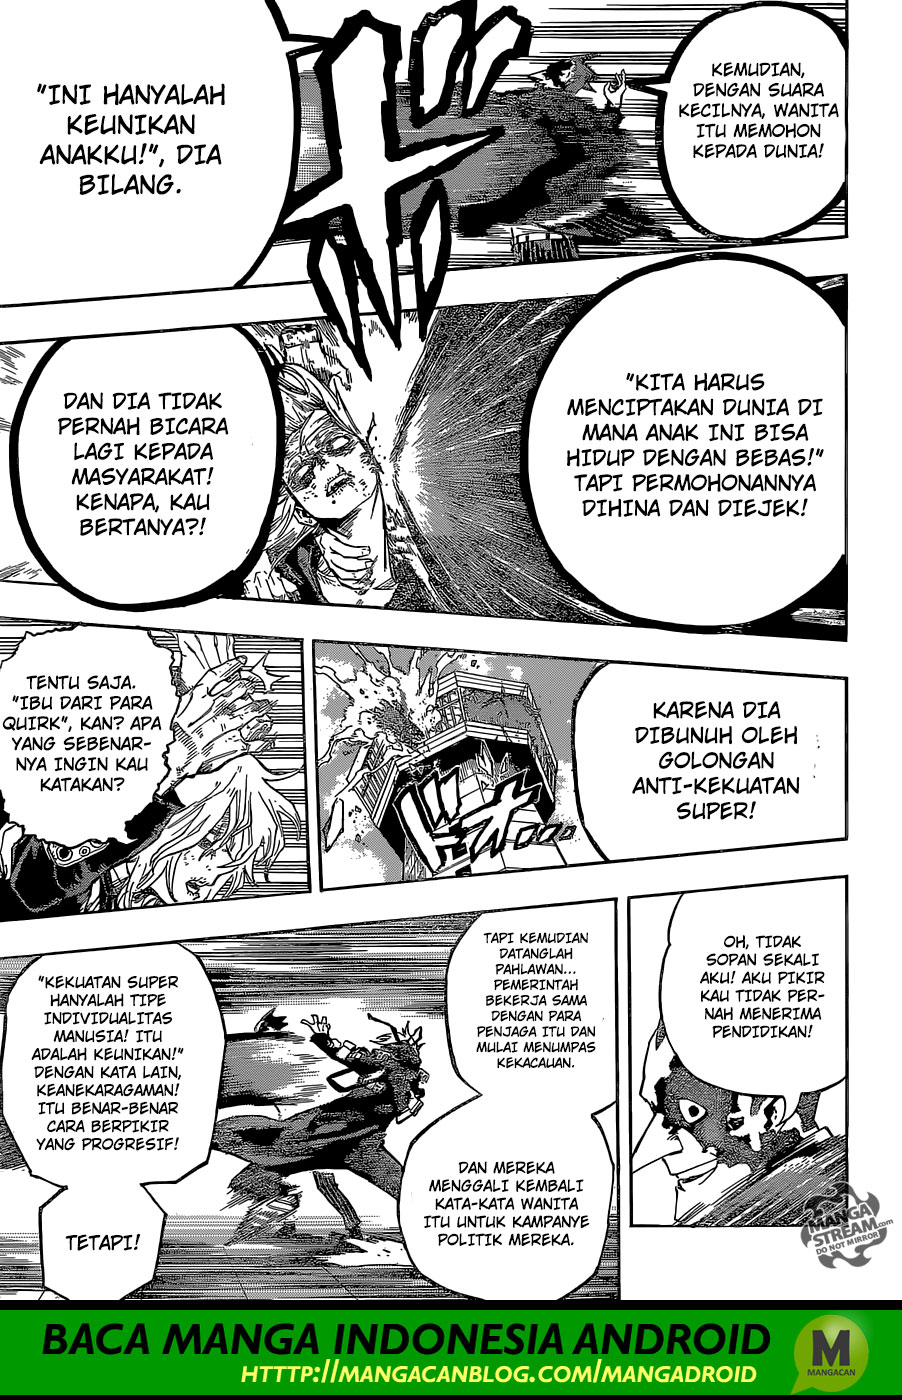 KEMUDIAN,
DENGAN SUARA
KECILNYA, WANITA
ITU MEMOHON
KEPADA DUNIA!
"INI HANYALAH
KEUNIKAN
ANAKKU!", DIA
BILANG.
"KITA HARUS
MENCIPTAKAN DUNIA DI
MANA ANAK INI BISA
HIDUP DENGAN BEBAS!"
TAPI PERMOHONANNYA
DIHINA DAN DIEJEK!
DAN DIA TIDAK
PERNAH BICARA
LAGI KEPADA
MASYARAKAT!
KENAPA, KAU
BERTANYA?!
KARENA DIA
DIBUNUH OLEH
GOLONGAN
ANTI-KEKUATAN
SUPER!
TENTU SAJA.
"IBU DARI PARA
QUIRK", KAN? APA
YANG SEBENAR-
NYA INGIN KAU
KATAKAN?
OH, TIDAK
SOPAN SEKALI
AKU! AKU PIKIR
KAU TIDAK PER-
NAH MENERIMA
PENDIDIKAN!
TAPI KEMUDIAN
DATANGLAH
PAHLAWAN...
PEMERINTAH
BEKERJA SAMA
DENGAN PARA
PENJAGA ITU DAN
MULAI MENUMPAS
KEKACAUAN.
DAN MEREKA
MENGGALI KEMBALI
KATA-KATA WANITA
ITU UNTUK KAMPANYE
POLITIK MEREKA.
"KEKUATAN SUPER
HANYALAH TIPE
INDIVIDUALITAS
MANUSIA! ITU
ADALAH KEUNIKAN!"
DENGAN KATA LAIN,
KEANEKARAGAMAN!
ITU BENAR-BENAR
CARA BERPIKIR
YANG PROGRESIF!
TETAPI!
MANGA
STREAM.com
DO NOT MIRROR!
BACA MANGA INDONESIA ANDROID
HTTTP://MANGACANBLOG.COM/MANGADROID
M
MANGACAN